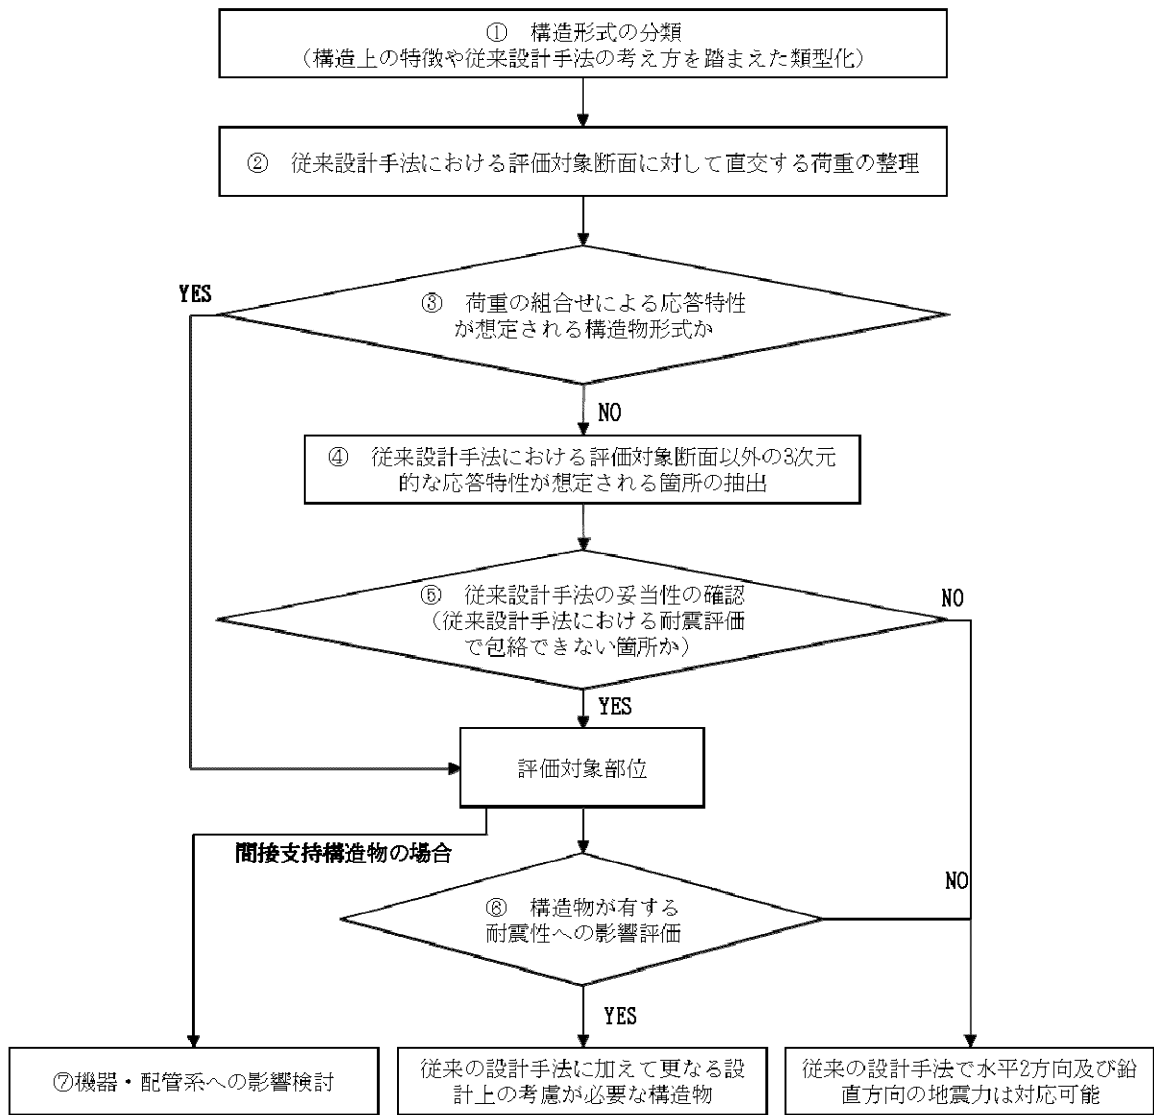 ① 構造形式の分類
（構造上の特徴や従来設計手法の考え方を踏まえた類型化）
② 従来設計手法における評価対象断面に対して直交する荷重の整理
YES
③ 荷重の組合せによる応答特性
が想定される構造物形式か
NO
④ 従来設計手法における評価対象断面以外の3次元
的な応答特性が想定される箇所の抽出
⑤ 従来設計手法の妥当性の確認
（従来設計手法における耐震評価
で包絡できない箇所か）
NO
YES
評価対象部位
間接支持構造物の場合
NO
⑥ 構造物が有する
耐震性への影響評価
YES
⑦機器・配管系への影響検討
従来の設計手法に加えて更なる設
計上の考慮が必要な構造物
従来の設計手法で水平2方向及び鉛
直方向の地震力は対応可能